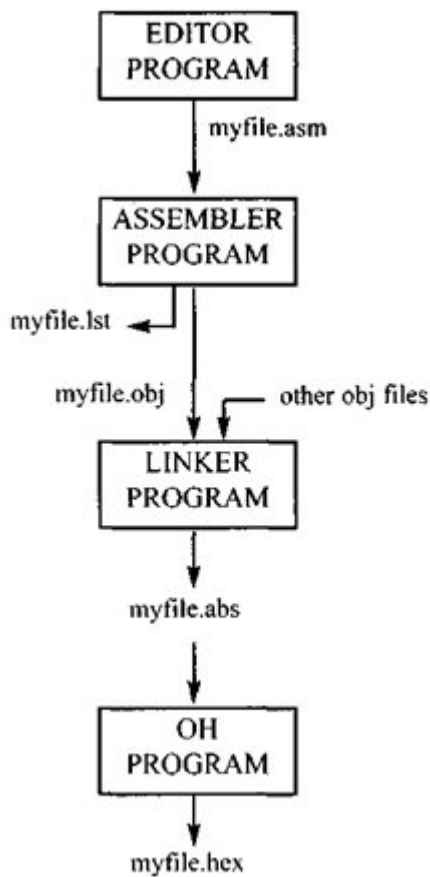 EDITOR
PROGRAM
myfile.asm
ASSEMBLER
PROGRAM
myfile.lst
myfile.obj
other obj files
LINKER
PROGRAM
myfile.abs
OH
PROGRAM
myfile.hex